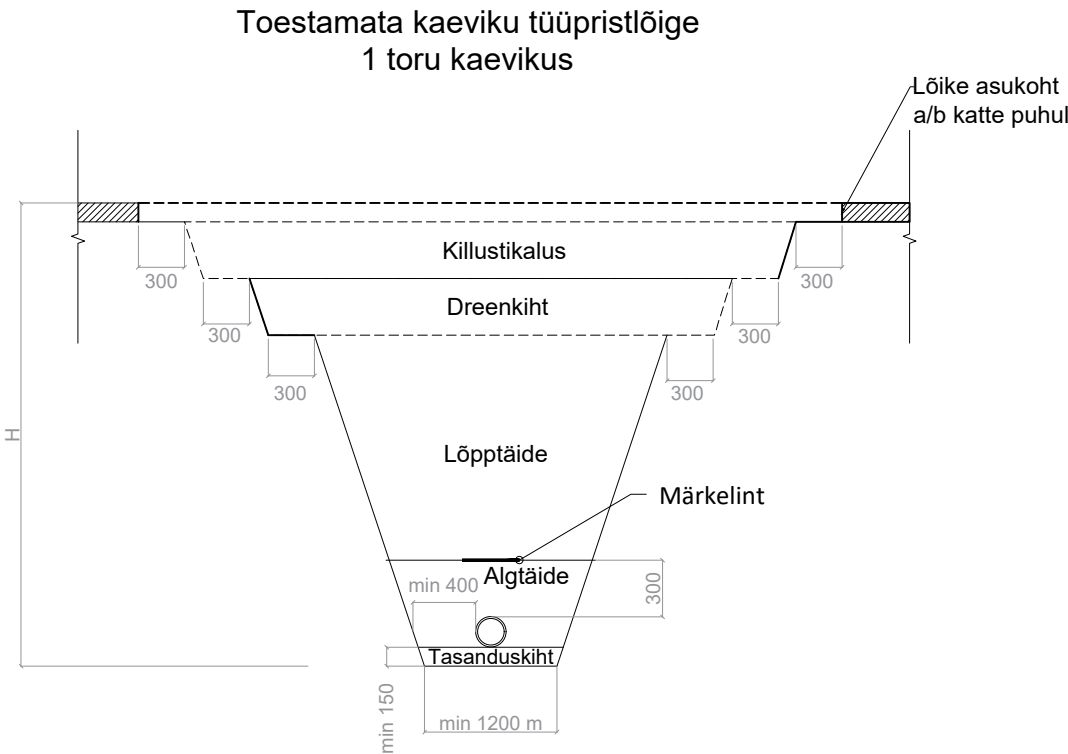 Toestamata kaeviku tüüpristlõige
1 toru kaevikus
Lõike asukoht
a/b katte puhul
Killustikalus
300
300
Dreenkiht
300
300
300
300
H
Lõpptäide
Märkelint
Algtäide
min 400
300
Tasanduskiht
min 150
min 1200 m